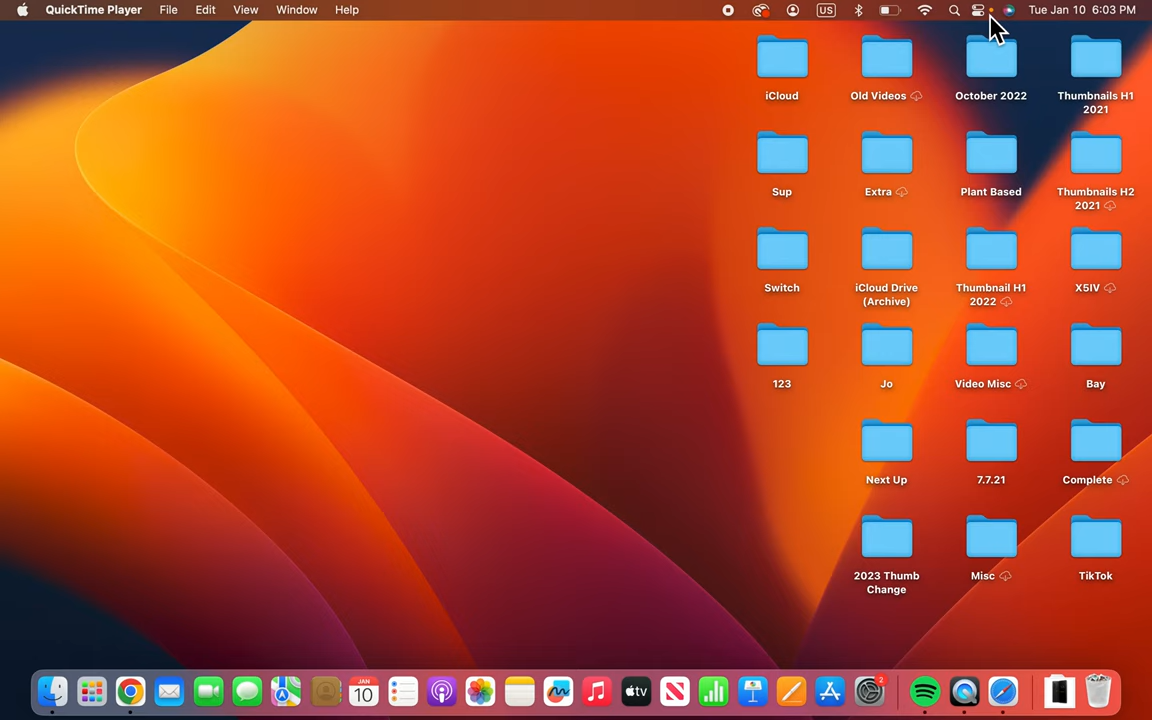 QuickTime Player File Edit View Window Help US Tue Jan 10 6:03 PM
iCloud
Old Videos
October 2022
Thumbnails H1
2021
Sup
Extra
Plant Based
Thumbnails H2
2021
Switch
iCloud Drive
(Archive)
Thumbnail H1
2022
X5IV
123
Jo
Video Misc
Bay
Next Up
7.7.21
Complete
2023 Thumb
Change
Misc
TikTok
JAN
10
tv
2